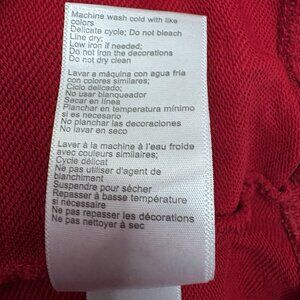 Machine wash cold with like
colors
Delicate cycle; Do not bleach
Line dry;
Low iron if needed;
Do not iron the decorations
Do not dry clean
Lavar a máquina con agua fría
con colores similares;
Ciclo delicado;
No usar blanqueador
Secar en línea
Planchar en temperatura mínimo
si es necesario
No planchar las decoraciones
No lavar en seco
Laver à la machine à l'eau froide
avec couleurs similaires;
Cycle délicat
Ne pas utiliser d'agent de
blanchiment
Suspendre pour sécher
Repasser à basse température
si nécessaire
Ne pas repasser les décorations
Ne pas nettoyer à sec